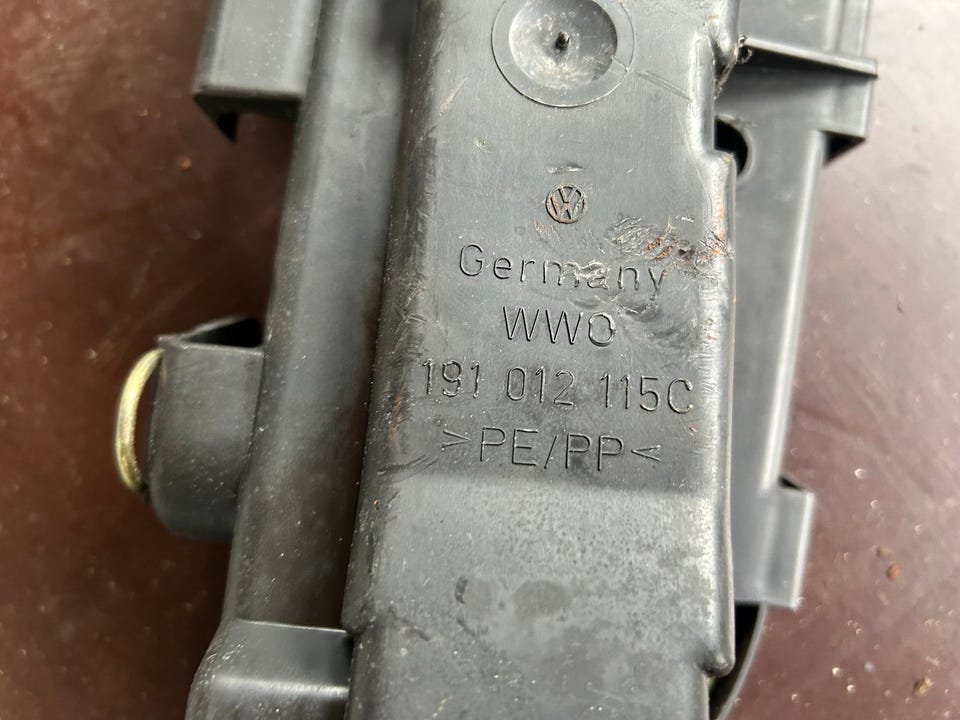 Germany
WWO
191 012 115C
>PE/PP<